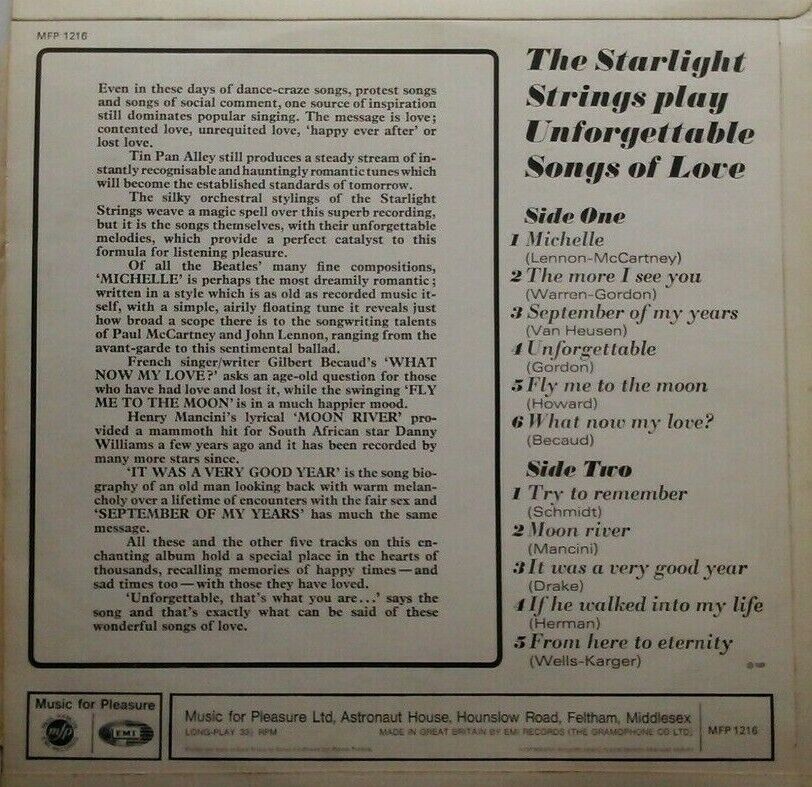 MFP 1216
Even in these days of dance-craze songs, protest songs
and songs of social comment, one source of inspiration
still dominates popular singing. The message is love;
contented love, unrequited love, 'happy ever after' or
lost love.
Tin Pan Alley still produces a steady stream of in-
stantly recognisable and hauntingly romantic tunes which
will become the established standards of tomorrow.
The silky orchestral stylings of the Starlight
Strings weave a magic spell over this superb recording,
but it is the songs themselves, with their unforgettable
melodies, which provide a perfect catalyst to this
formula for listening pleasure.
Of all the Beatles' many fine compositions,
'MICHELLE' is perhaps the most dreamily romantic;
written in a style which is as old as recorded music it-
self, with a simple, airily floating tune it reveals just
how broad a scope there is to the songwriting talents
of Paul McCartney and John Lennon, ranging from the
avant-garde to this sentimental ballad.
French singer/writer Gilbert Becaud's 'WHAT
NOW MY LOVE?' asks an age-old question for those
who have had love and lost it, while the swinging 'FLY
ME TO THE MOON' is in a much happier mood.
Henry Mancini's lyrical 'MOON RIVER' pro-
vided a mammoth hit for South African star Danny
Williams a few years ago and it has been recorded by
many more stars since.
'IT WAS A VERY GOOD YEAR' is the song bio-
graphy of an old man looking back with warm melan-
choly over a lifetime of encounters with the fair sex and
'SEPTEMBER OF MY YEARS' has much the same
message.
All these and the other five tracks on this en-
chanting album hold a special place in the hearts of
thousands, recalling memories of happy times—and
sad times too—with those they have loved.
'Unforgettable, that's what you are...' says the
song and that's exactly what can be said of these
wonderful songs of love.
The Starlight
Strings play
Unforgettable
Songs of Love
Side One
1 Michelle
(Lennon-McCartney)
2 The more I see you
(Warren-Gordon)
3 September of my years
(Van Heusen)
4 Unforgettable
(Gordon)
5 Fly me to the moon
(Howard)
6 What now my love?
(Becaud)
Side Two
1 Try to remember
(Schmidt)
2 Moon river
(Mancini)
3 It was a very good year
(Drake)
4 If he walked into my life
(Herman)
5 From here to eternity
(Wells-Karger)
Music for Pleasure
mfp
EMI
Music for Pleasure Ltd, Astronaut House, Hounslow Road, Feltham, Middlesex
LONG-PLAY 33⅓ RPM
MADE IN GREAT BRITAIN BY EMI RECORDS (THE GRAMOPHONE CO LTD)
MFP 1216